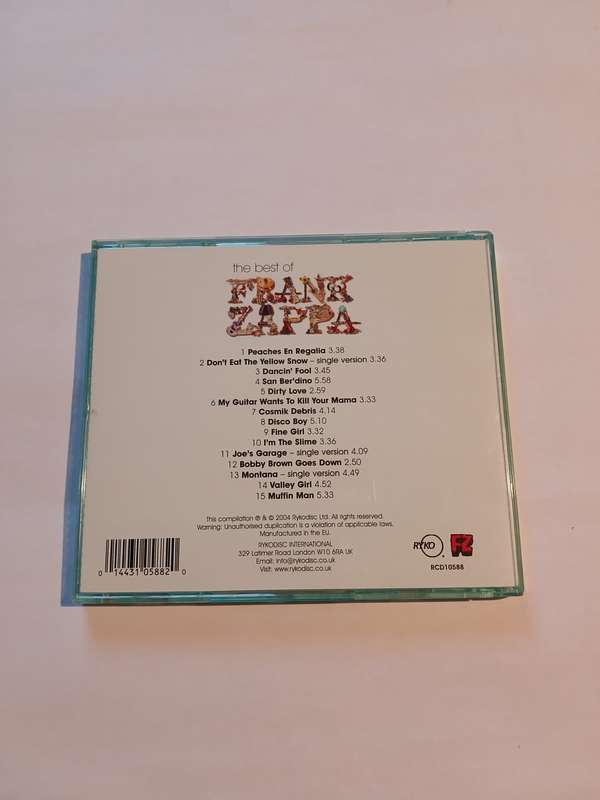 the best of
FRANK
ZAPPA
1 Peaches En Regalia 3.38
2 Don't Eat The Yellow Snow – single version 3.36
3 Dancin' Fool 3.45
4 San Ber'dino 5.58
5 Dirty Love 2.59
6 My Guitar Wants To Kill Your Mama 3.33
7 Cosmik Debris 4.14
8 Disco Boy 5.10
9 Fine Girl 3.32
10 I'm The Slime 3.36
11 Joe's Garage – single version 4.09
12 Bobby Brown Goes Down 2.50
13 Montana – single version 4.49
14 Valley Girl 4.52
15 Muffin Man 5.33
This compilation ℗ & © 2004 Rykodisc Ltd. All rights reserved.
Warning: Unauthorised duplication is a violation of applicable laws.
Manufactured in the EU.
RYKODISC INTERNATIONAL
329 Latimer Road London W10 6RA UK
Email: info@rykodisc.co.uk
Visit: www.rykodisc.co.uk
0 14431 05882 0
RYKO
FZ
RCD10588